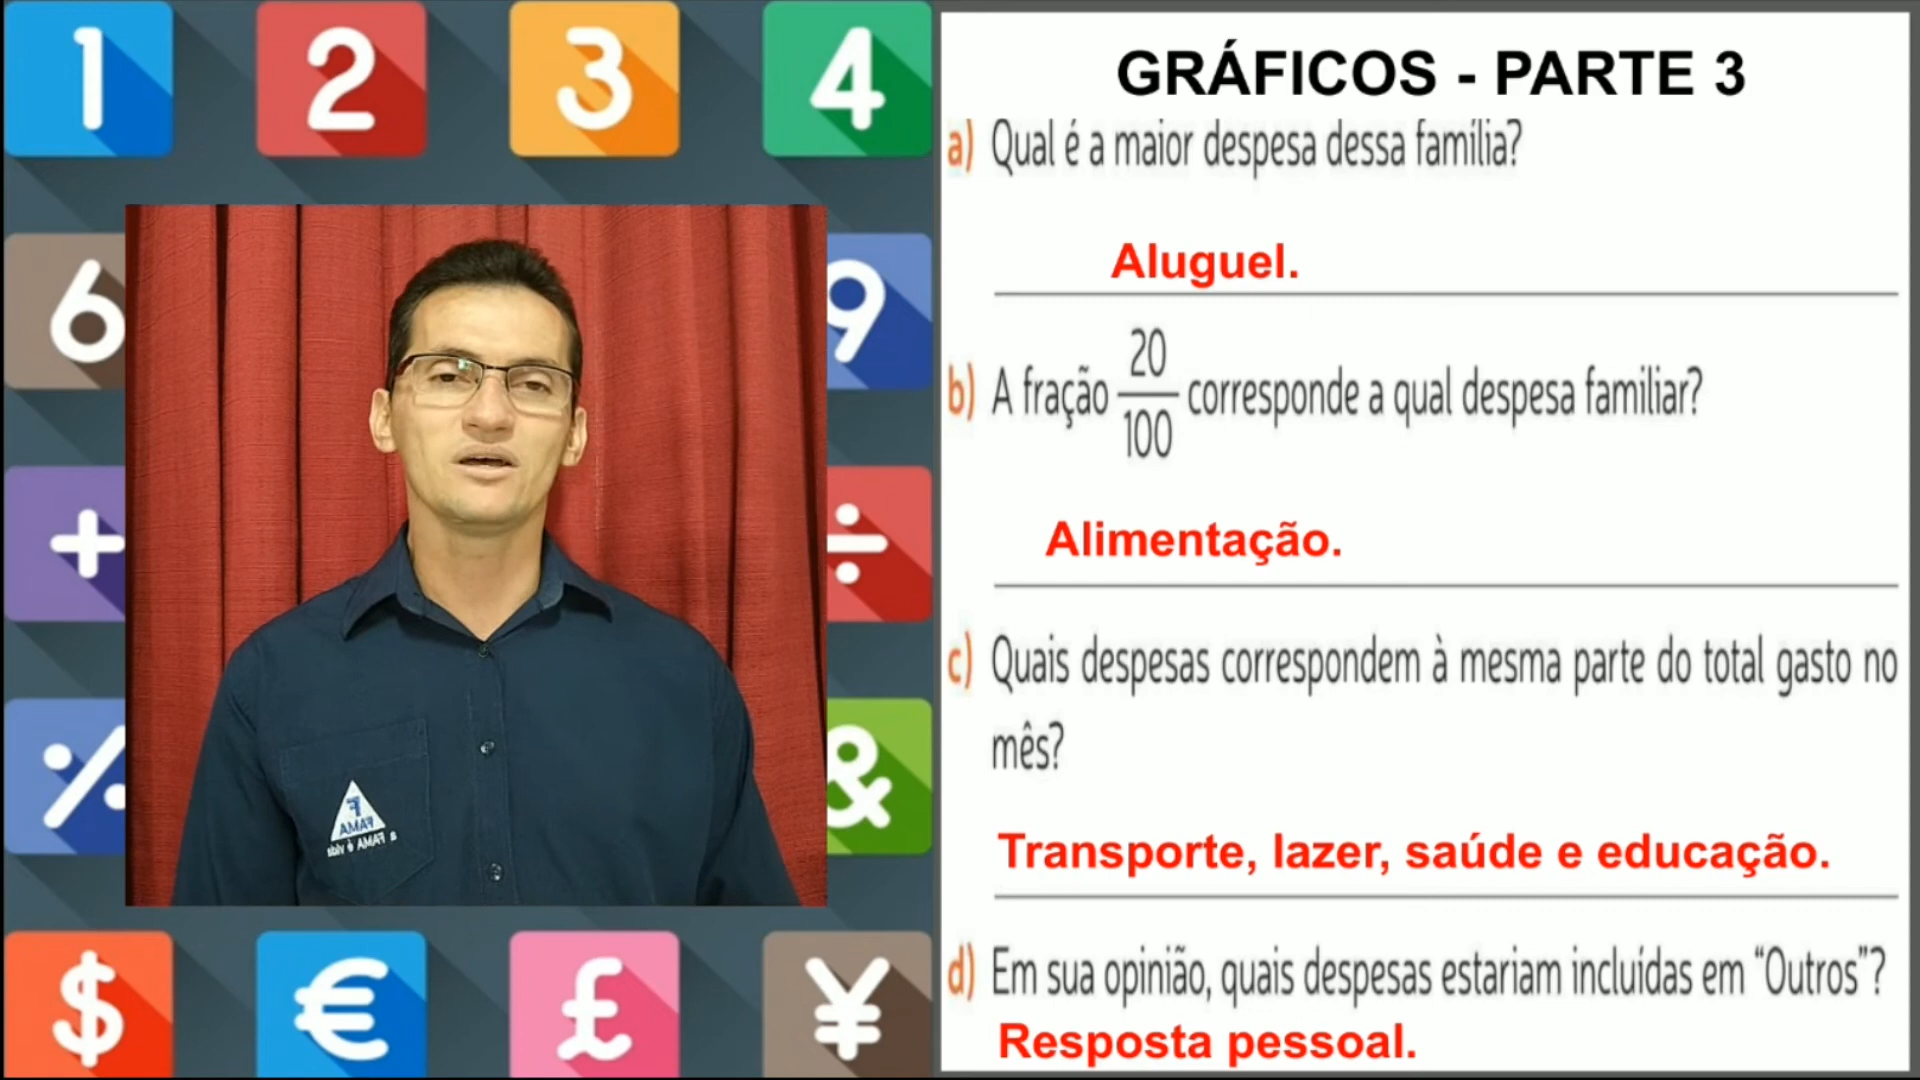 1 2 3 4
6 9
+ ÷
% &
$ € £ ¥
FAMA
a FAMA é vida
GRÁFICOS - PARTE 3
a) Qual é a maior despesa dessa família?
Aluguel.
b) A fração 20/100 corresponde a qual despesa familiar?
Alimentação.
c) Quais despesas correspondem à mesma parte do total gasto no
mês?
Transporte, lazer, saúde e educação.
d) Em sua opinião, quais despesas estariam incluídas em “Outros”?
Resposta pessoal.